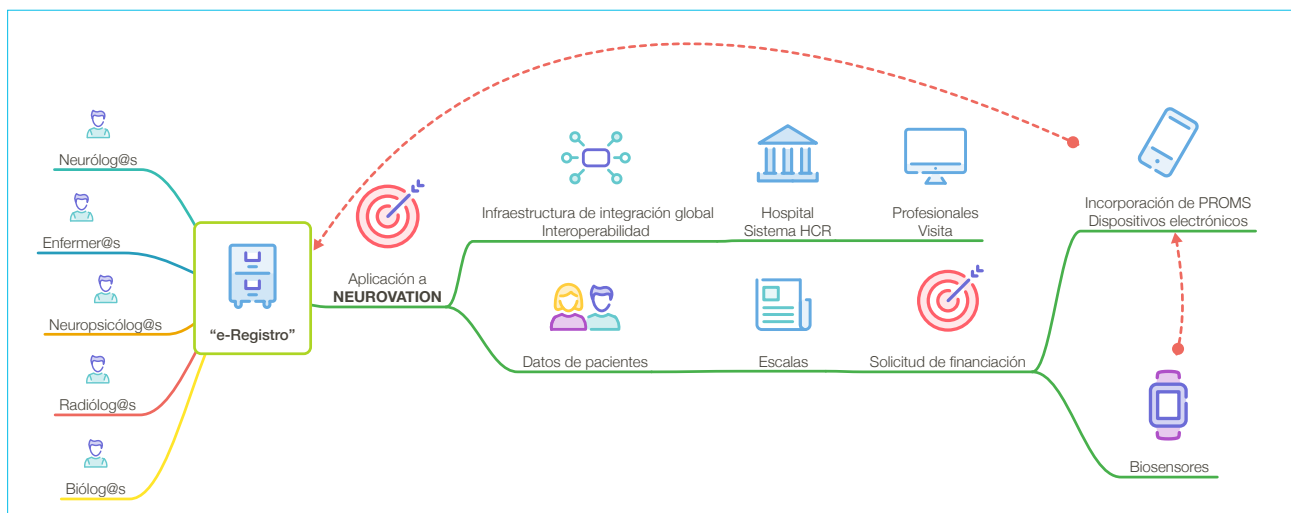 Neurólog@s
Enfermer@s
Neuropsicólog@s
Radiólog@s
Biólog@s
“e-Registro”
Aplicación a
NEUROVATION
Infraestructura de integración global
Interoperabilidad
Hospital
Sistema HCR
Profesionales
Visita
Datos de pacientes
Escalas
Solicitud de financiación
Incorporación de PROMS
Dispositivos electrónicos
Biosensores